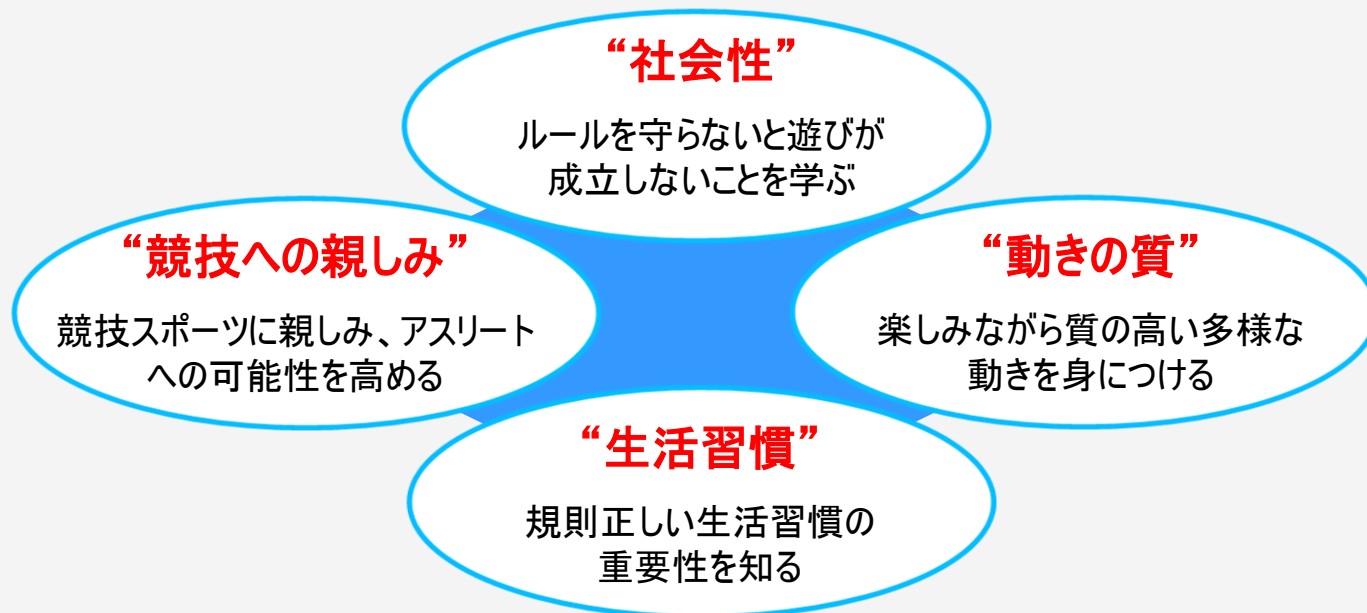 “社会性”
ルールを守らないと遊びが
成立しないことを学ぶ
“競技への親しみ”
競技スポーツに親しみ、アスリート
への可能性を高める
“動きの質”
楽しみながら質の高い多様な
動きを身につける
“生活習慣”
規則正しい生活習慣の
重要性を知る